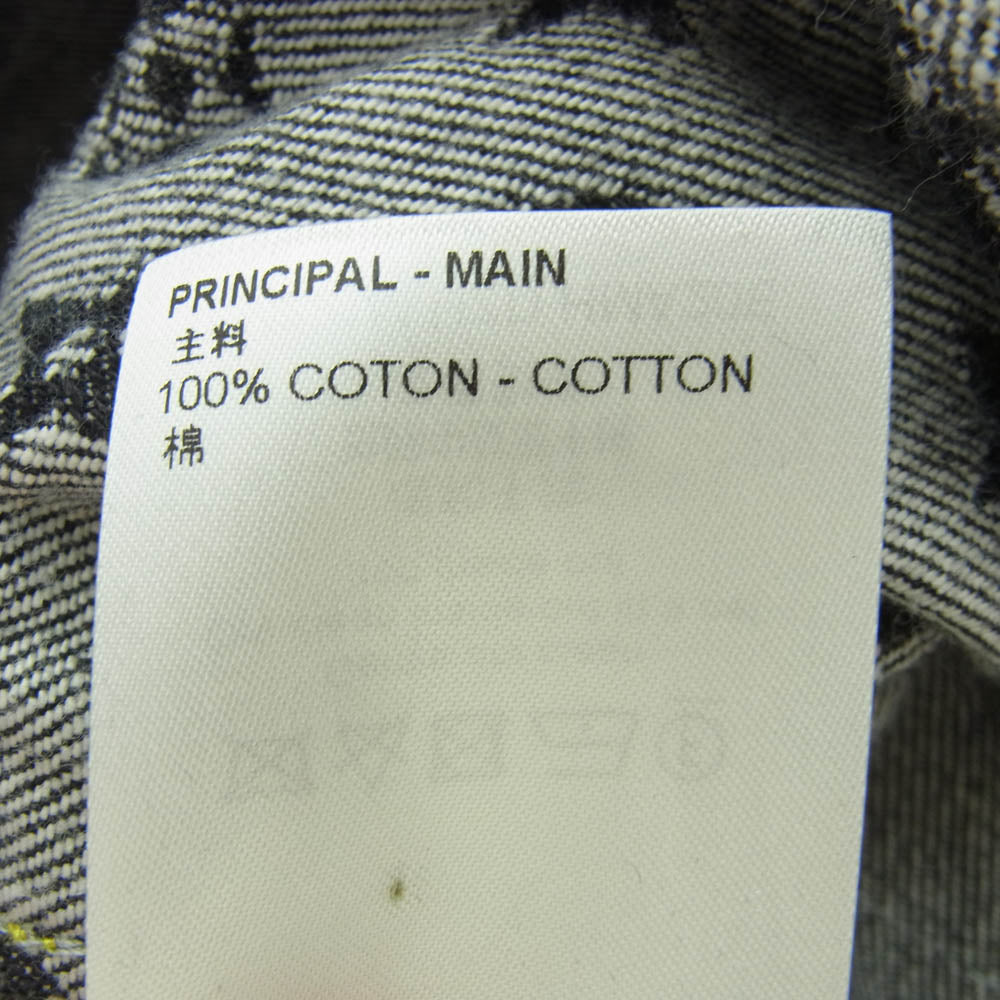 PRINCIPAL - MAIN
主料
100% COTON - COTTON
棉